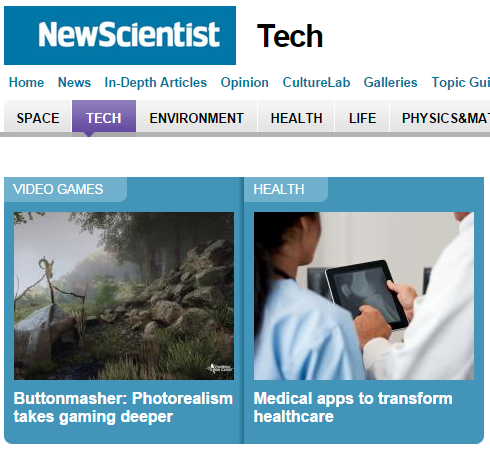 NewScientist Tech
Home News In-Depth Articles Opinion CultureLab Galleries Topic Gui
SPACE TECH ENVIRONMENT HEALTH LIFE PHYSICS&MA
VIDEO GAMES
Buttonmasher: Photorealism
takes gaming deeper
HEALTH
Medical apps to transform
healthcare